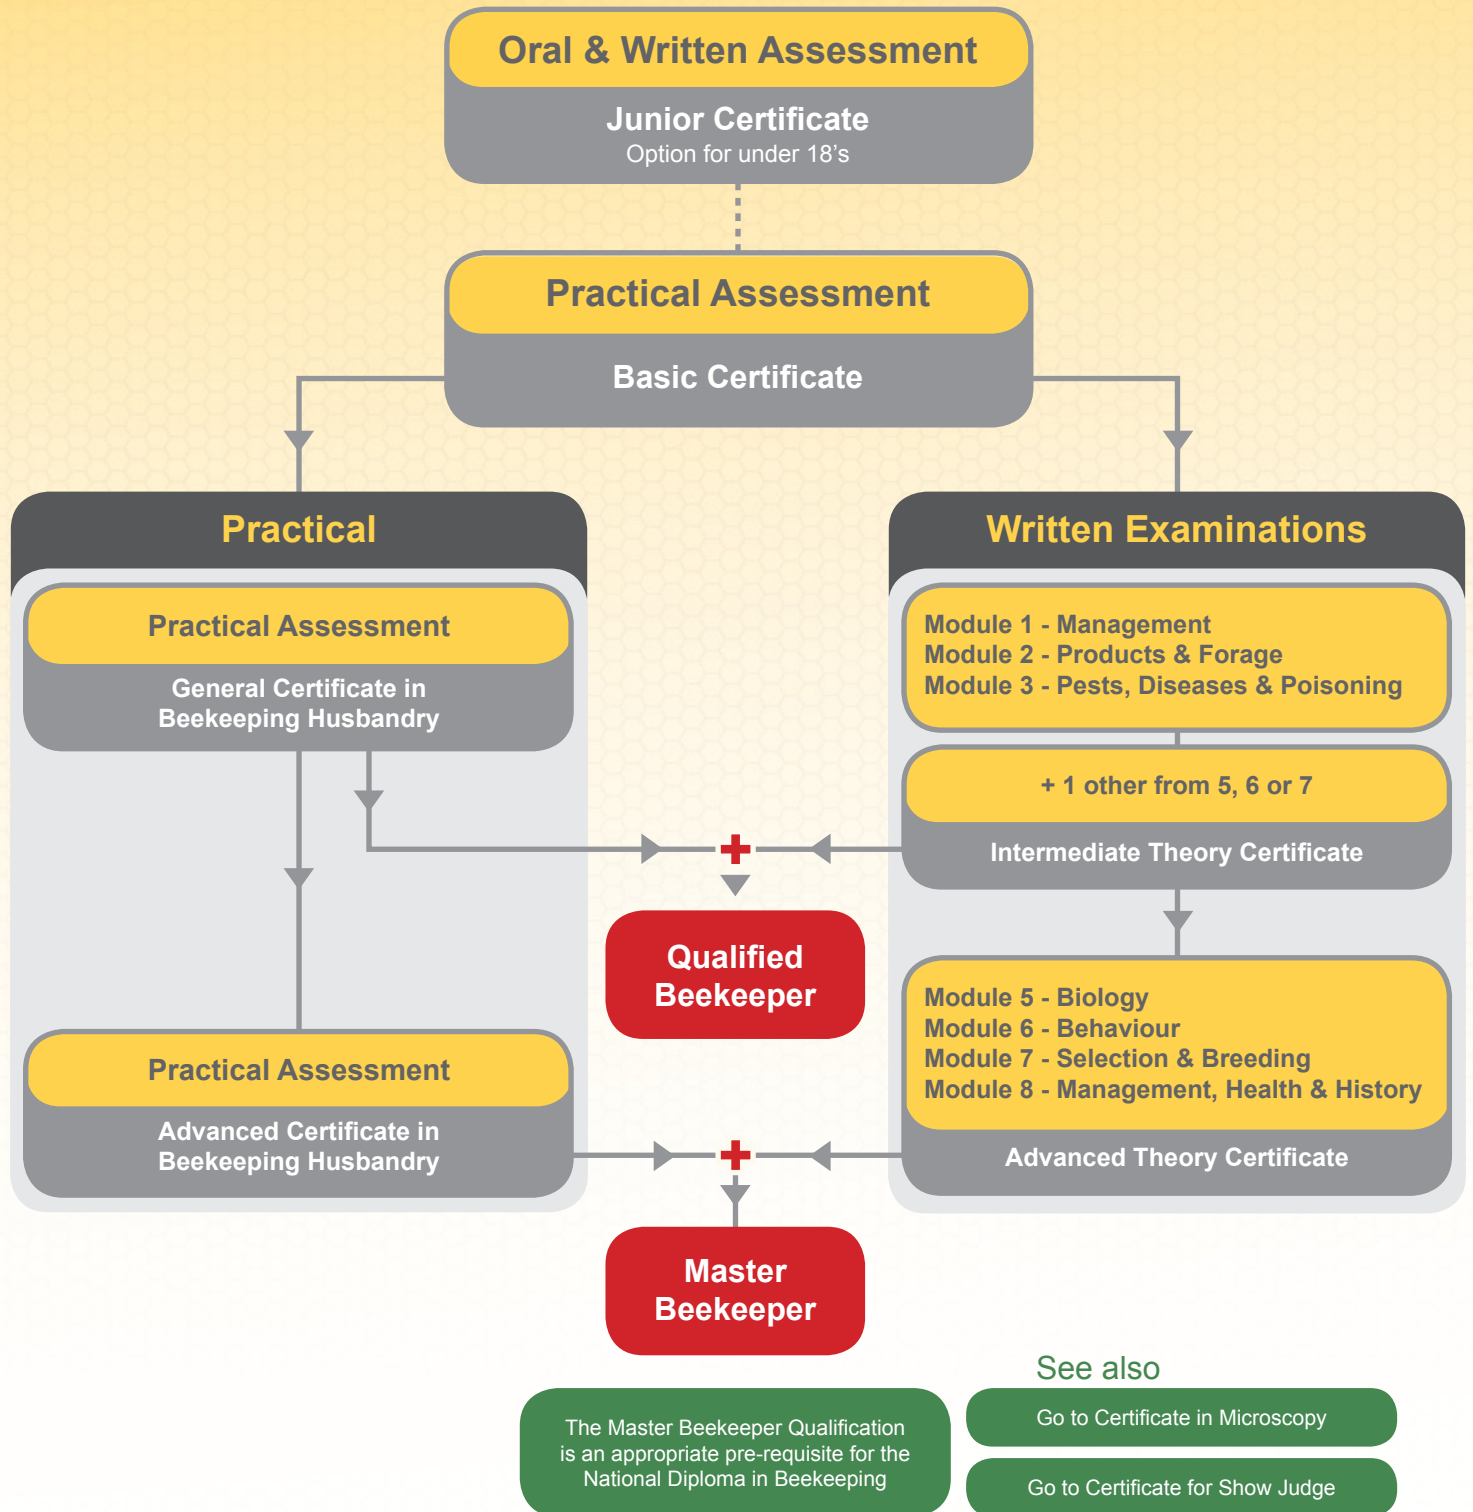 Oral & Written Assessment
Junior Certificate
Option for under 18's
Practical Assessment
Basic Certificate
Practical
Practical Assessment
General Certificate in
Beekeeping Husbandry
Practical Assessment
Advanced Certificate in
Beekeeping Husbandry
Written Examinations
Module 1 - Management
Module 2 - Products & Forage
Module 3 - Pests, Diseases & Poisoning
+ 1 other from 5, 6 or 7
Intermediate Theory Certificate
Module 5 - Biology
Module 6 - Behaviour
Module 7 - Selection & Breeding
Module 8 - Management, Health & History
Advanced Theory Certificate
Qualified
Beekeeper
Master
Beekeeper
The Master Beekeeper Qualification
is an appropriate pre-requisite for the
National Diploma in Beekeeping
See also
Go to Certificate in Microscopy
Go to Certificate for Show Judge